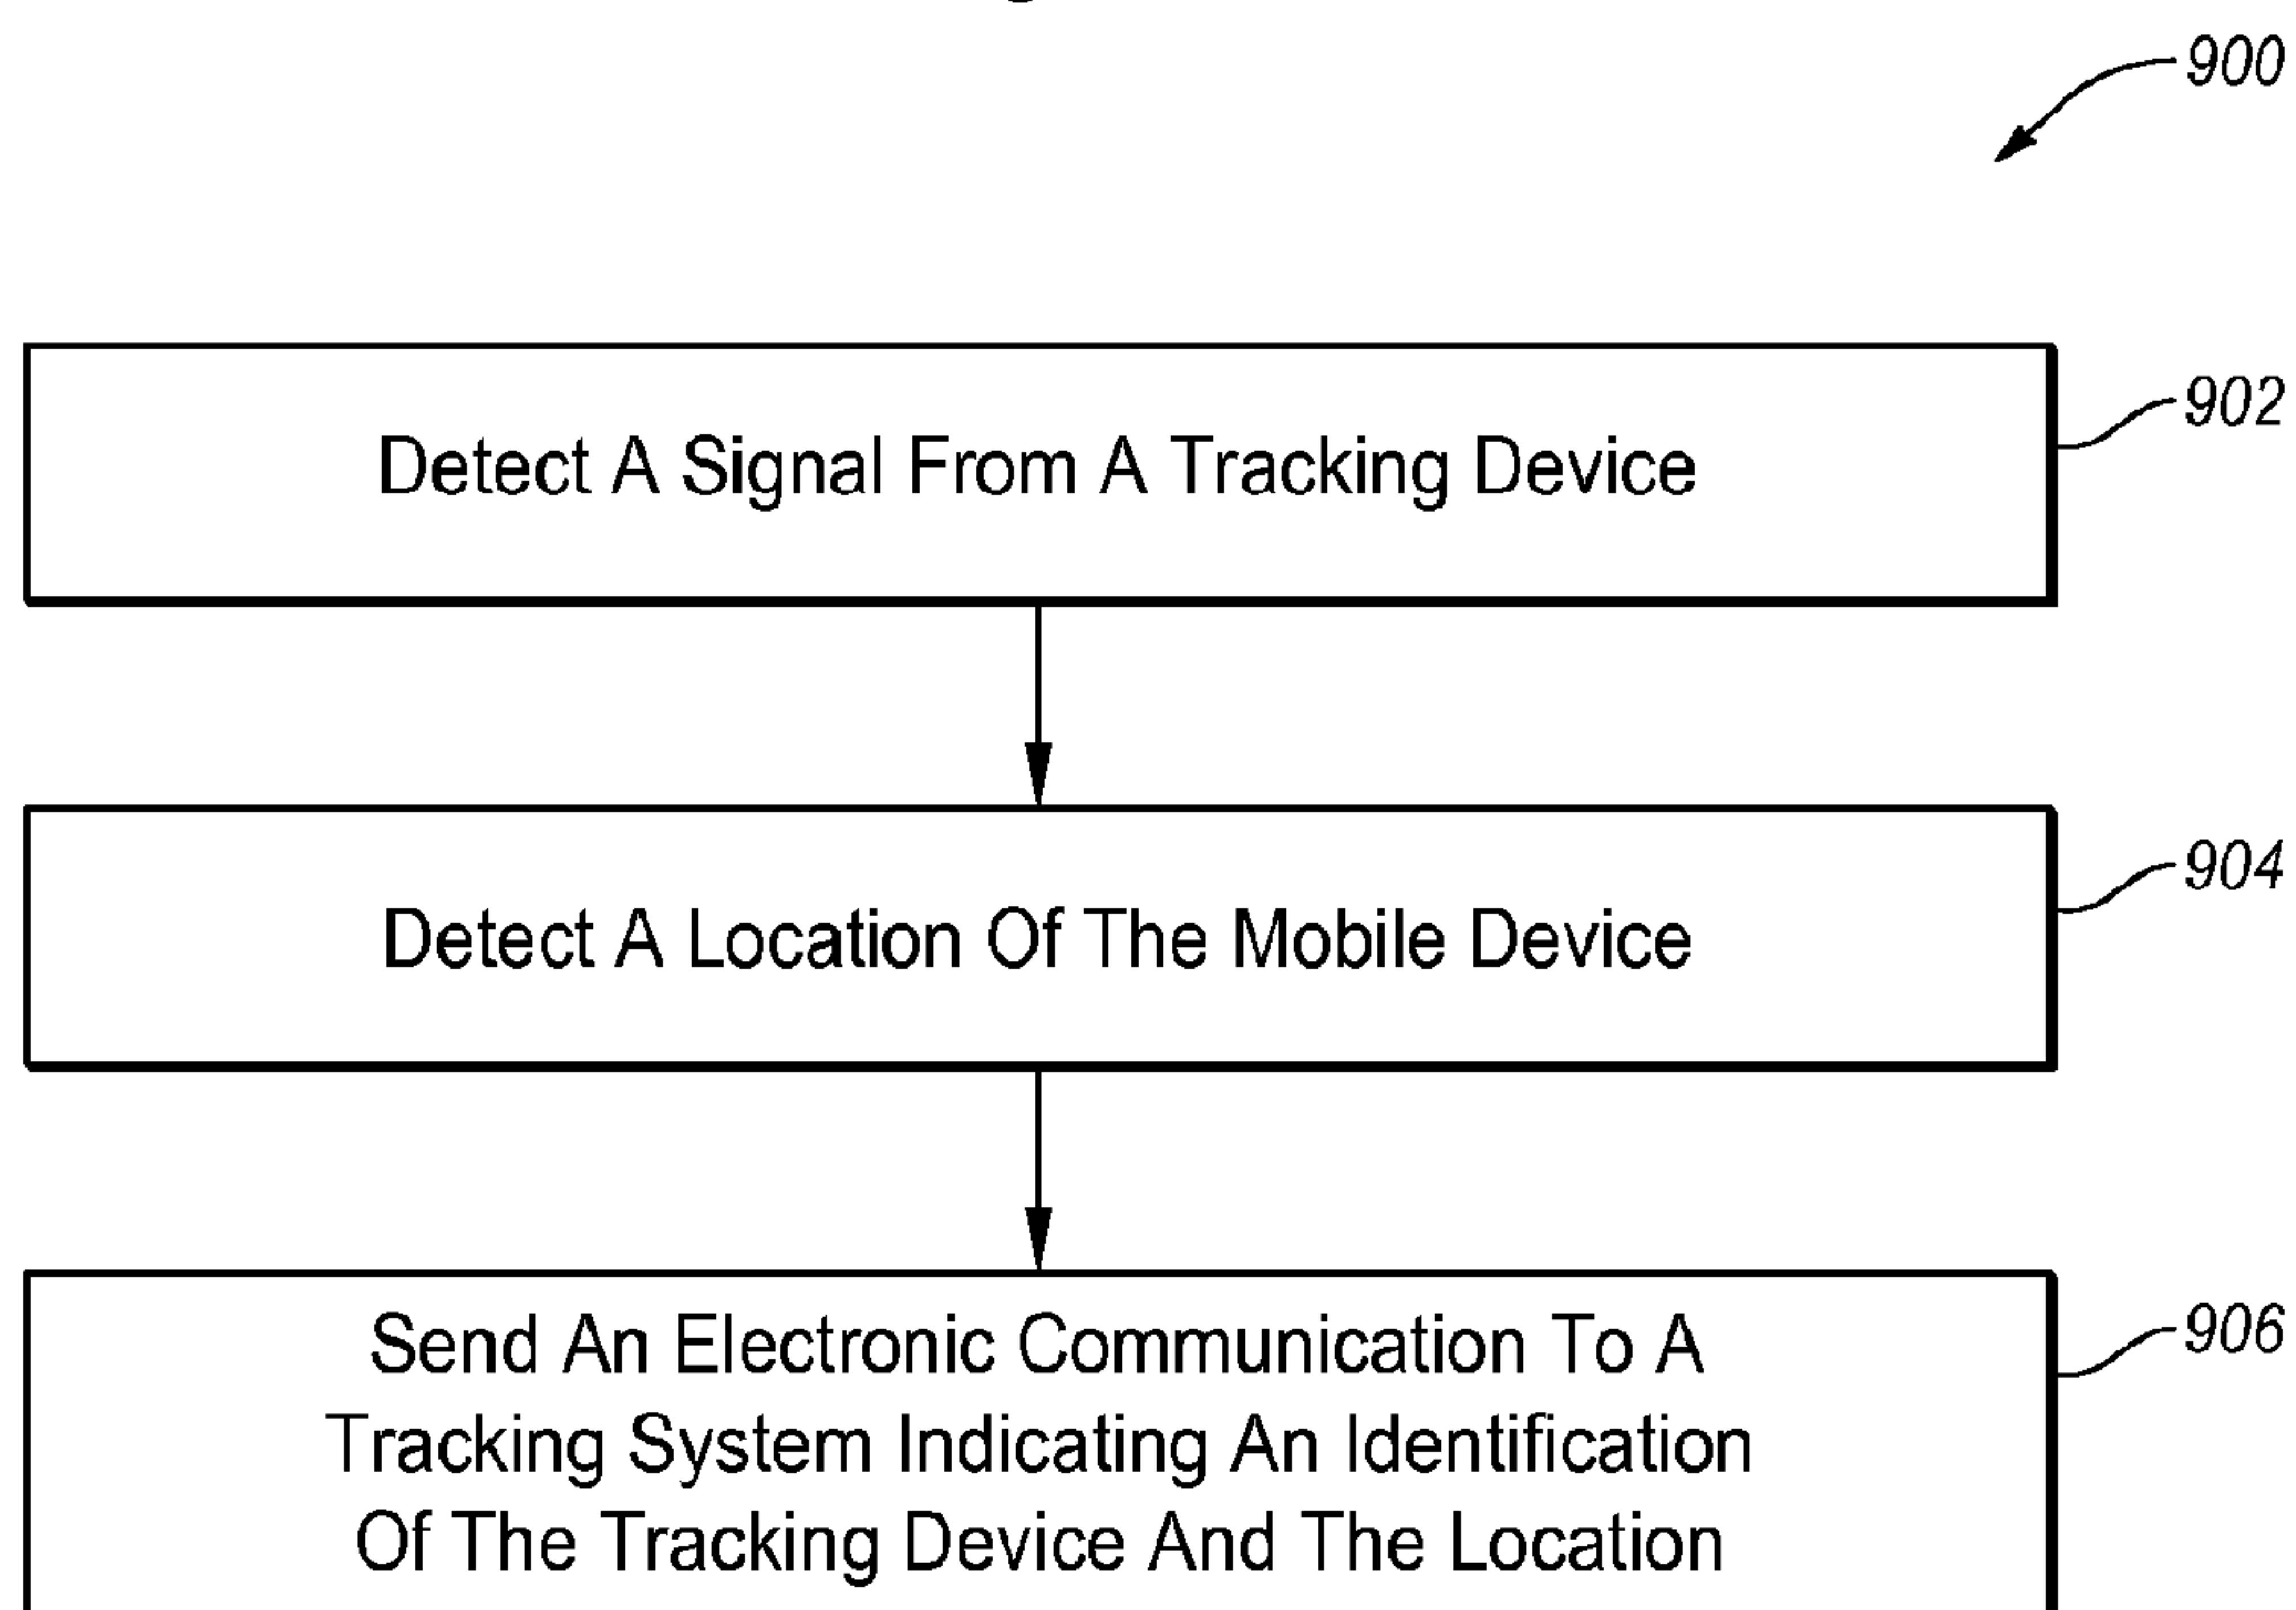 900
902
Detect A Signal From A Tracking Device
904
Detect A Location Of The Mobile Device
906
Send An Electronic Communication To A
Tracking System Indicating An Identification
Of The Tracking Device And The Location